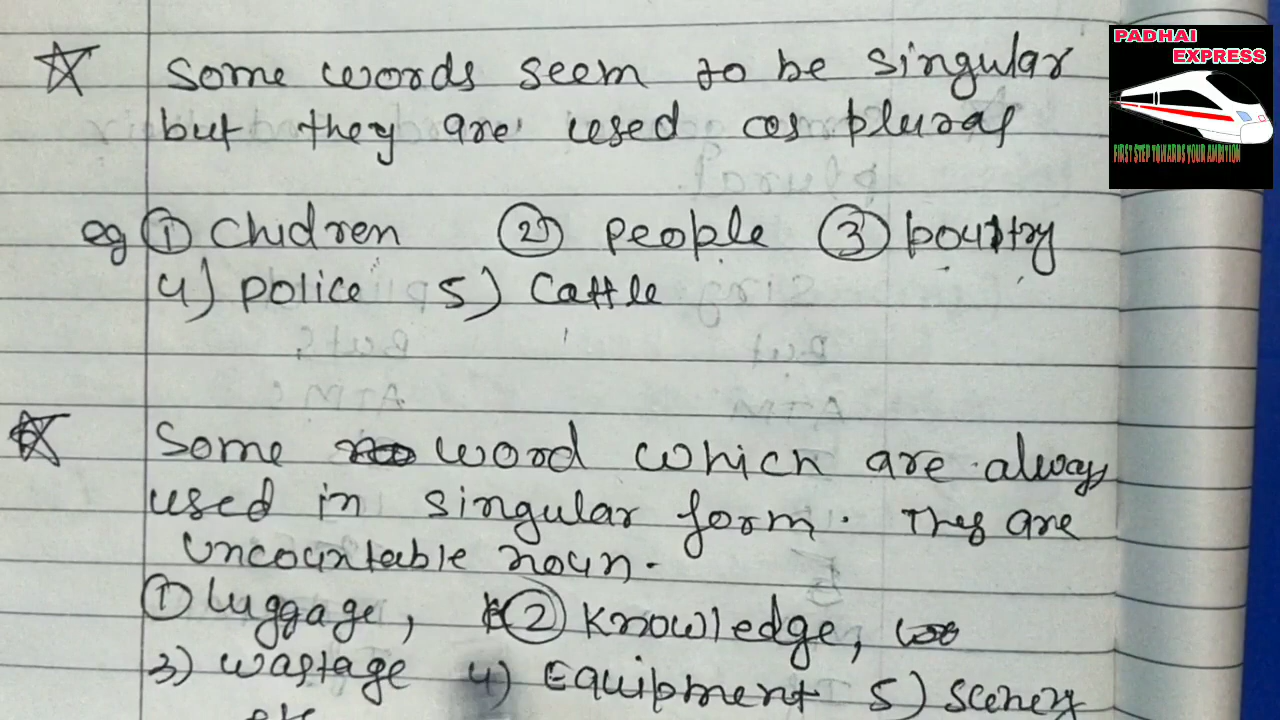 Some words seem to be singular
but they are used as plural
eg ① Chidren ② people ③ poultry
4) police 5) Cattle
Some word which are always
used in singular form. They are
uncountable noun.
① luggage, ② Knowledge,
3) wastage 4) Equipment 5) Scenery
etc
PADHAI
EXPRESS
FIRST STEP TOWARDS YOUR AMBITION